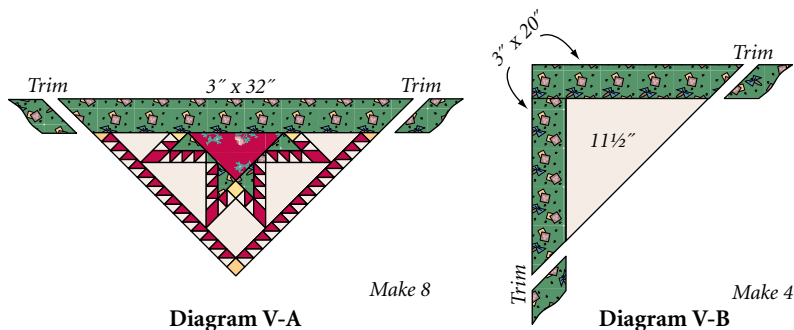 Trim
3" x 32"
Trim
Make 8
Diagram V-A
3" x 20"
Trim
11½"
Trim
Make 4
Diagram V-B